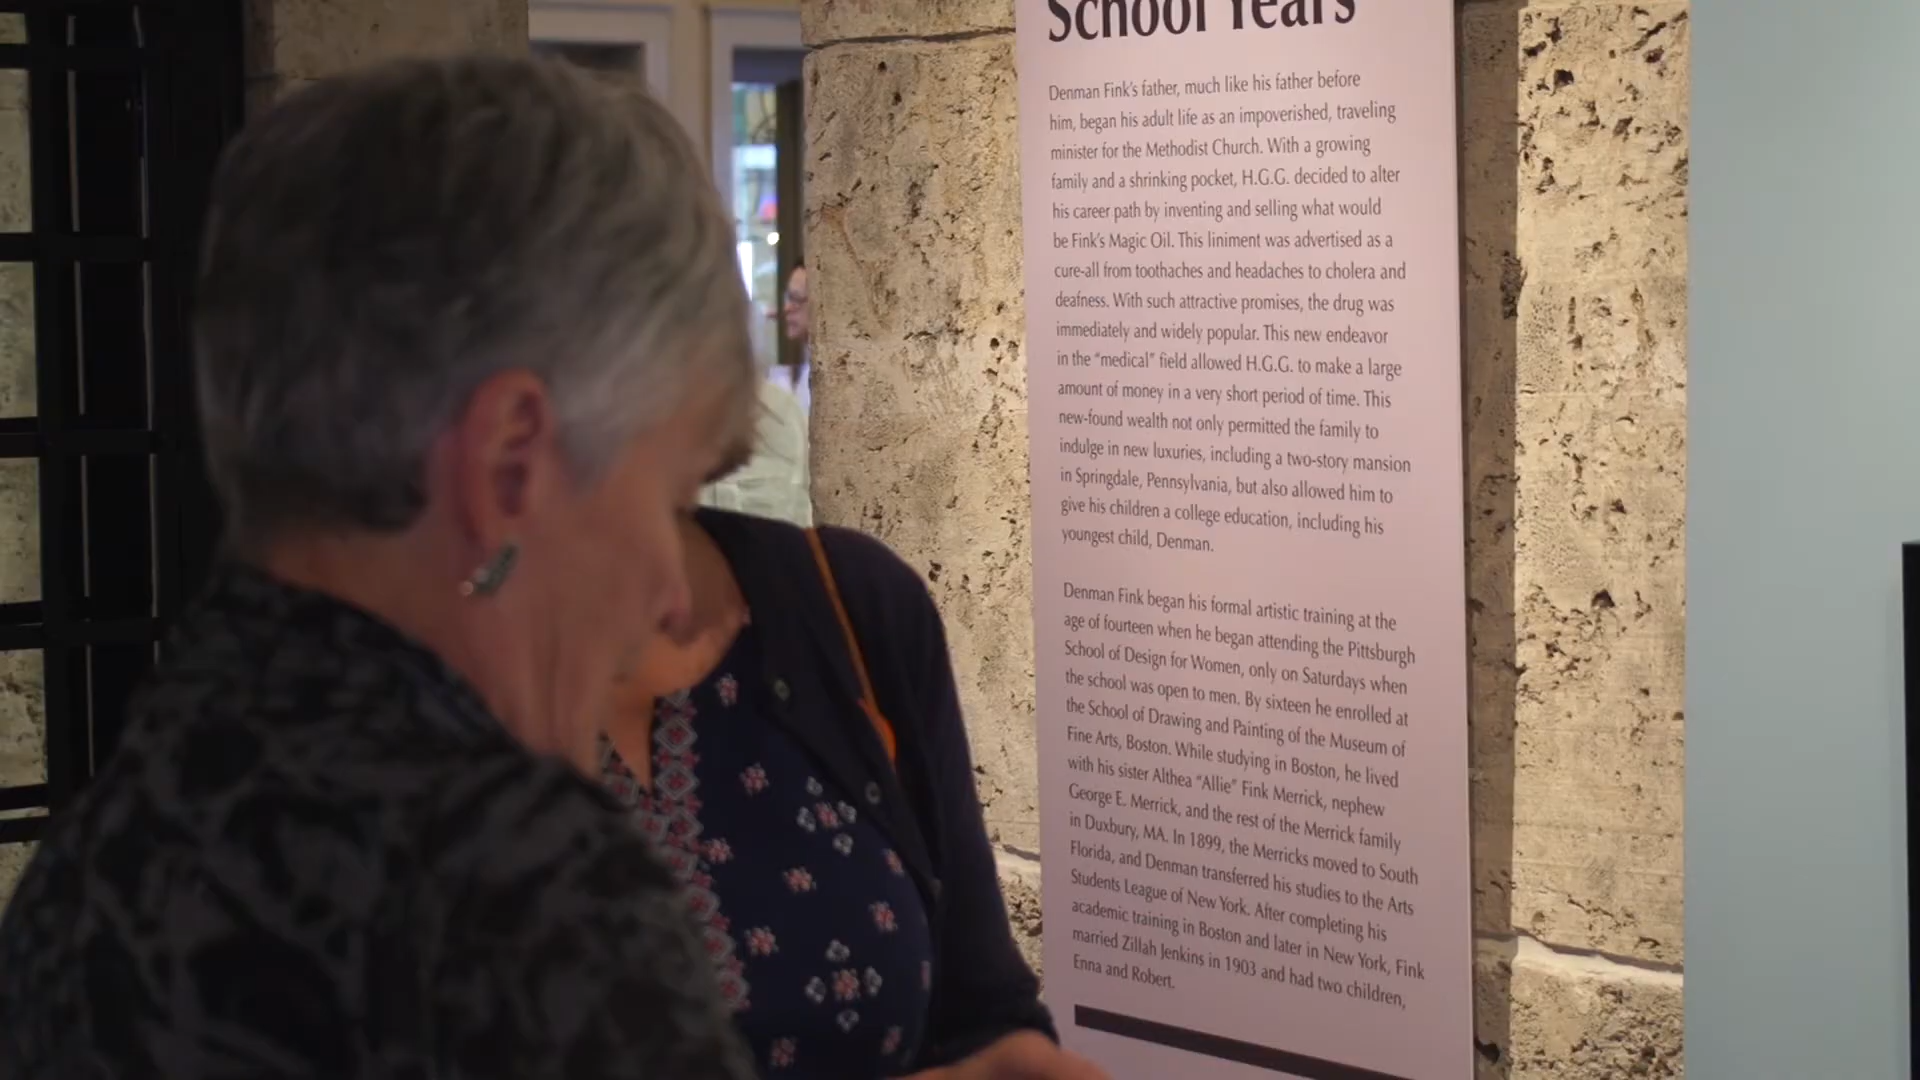 School Years
Denman Fink's father, much like his father before
him, began his adult life as an impoverished, traveling
minister for the Methodist Church. With a growing
family and a shrinking pocket, H.G.G. decided to alter
his career path by inventing and selling what would
be Fink's Magic Oil. This liniment was advertised as a
cure-all from toothaches and headaches to cholera and
deafness. With such attractive promises, the drug was
immediately and widely popular. This new endeavor
in the "medical" field allowed H.G.G. to make a large
amount of money in a very short period of time. This
new-found wealth not only permitted the family to
indulge in new luxuries, including a two-story mansion
in Springdale, Pennsylvania, but also allowed him to
give his children a college education, including his
youngest child, Denman.
Denman Fink began his formal artistic training at the
age of fourteen when he began attending the Pittsburgh
School of Design for Women, only on Saturdays when
the school was open to men. By sixteen he enrolled at
the School of Drawing and Painting of the Museum of
Fine Arts, Boston. While studying in Boston, he lived
with his sister Althea "Allie" Fink Merrick, nephew
George E. Merrick, and the rest of the Merrick family
in Duxbury, MA. In 1899, the Merricks moved to South
Florida, and Denman transferred his studies to the Arts
Students League of New York. After completing his
academic training in Boston and later in New York, Fink
married Zillah Jenkins in 1903 and had two children,
Enna and Robert.